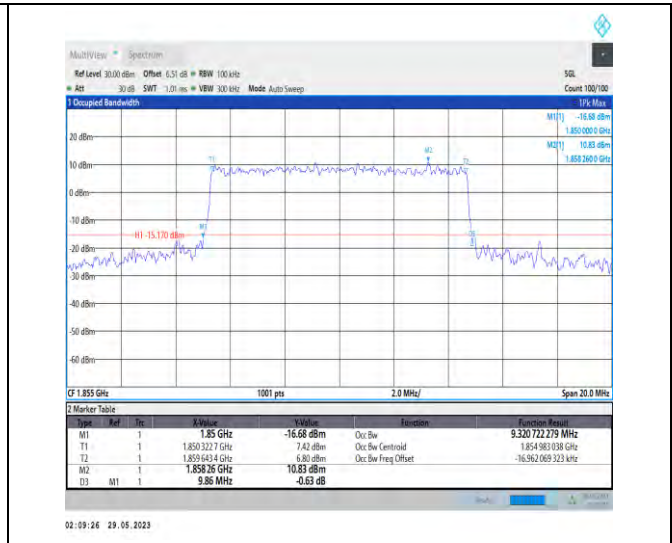 MultiView Spectrum
Ref Level 30.00 dBm Offset 6.51 dB RBW 100 kHz SGL
Att 30 dB SWT 1.01 ms VBW 300 kHz Mode Auto Sweep Count 100/100
1 Occupied Bandwidth 1Pk Max
M1[1] -16.68 dBm
1.850 000 0 GHz
M2[1] 10.83 dBm
1.858 260 0 GHz
20 dBm
M2
T1 T2
10 dBm
0 dBm
-10 dBm
M1 D3
H1 -15.170 dBm
-20 dBm
-30 dBm
-40 dBm
-50 dBm
-60 dBm
CF 1.855 GHz 1001 pts 2.0 MHz/ Span 20.0 MHz
2 Marker Table
Type Ref Trc X-Value Y-Value Function Function Result
M1 1 1.85 GHz -16.68 dBm Occ Bw 9.320 722 279 MHz
T1 1 1.850 322 7 GHz 7.42 dBm Occ Bw Centroid 1.854 983 038 GHz
T2 1 1.859 643 4 GHz 6.80 dBm Occ Bw Freq Offset -16.962 069 323 kHz
M2 1 1.858 26 GHz 10.83 dBm
D3 M1 1 9.86 MHz -0.63 dB
02:09:26 29.05.2023